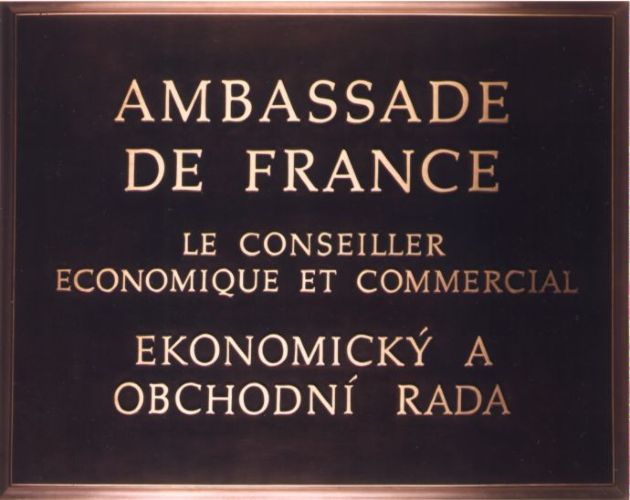 AMBASSADE
DE FRANCE
LE CONSEILLER
ECONOMIQUE ET COMMERCIAL
EKONOMICKÝ A
OBCHODNÍ RADA